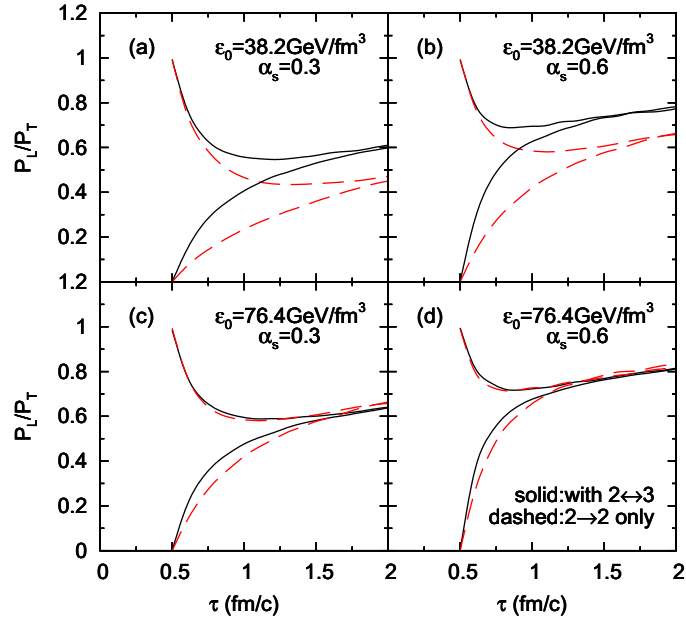 1.2
(a)
ε₀=38.2GeV/fm³
αₛ=0.3
(b)
ε₀=38.2GeV/fm³
αₛ=0.6
1
0.8
0.6
0.4
0.2
P_L/P_T
1.2
(c)
ε₀=76.4GeV/fm³
αₛ=0.3
(d)
ε₀=76.4GeV/fm³
αₛ=0.6
1
0.8
0.6
0.4
0.2
0
P_L/P_T
solid:with 2↔3
dashed:2→2 only
0 0.5 1 1.5 2 0.5 1 1.5 2
τ (fm/c) τ (fm/c)